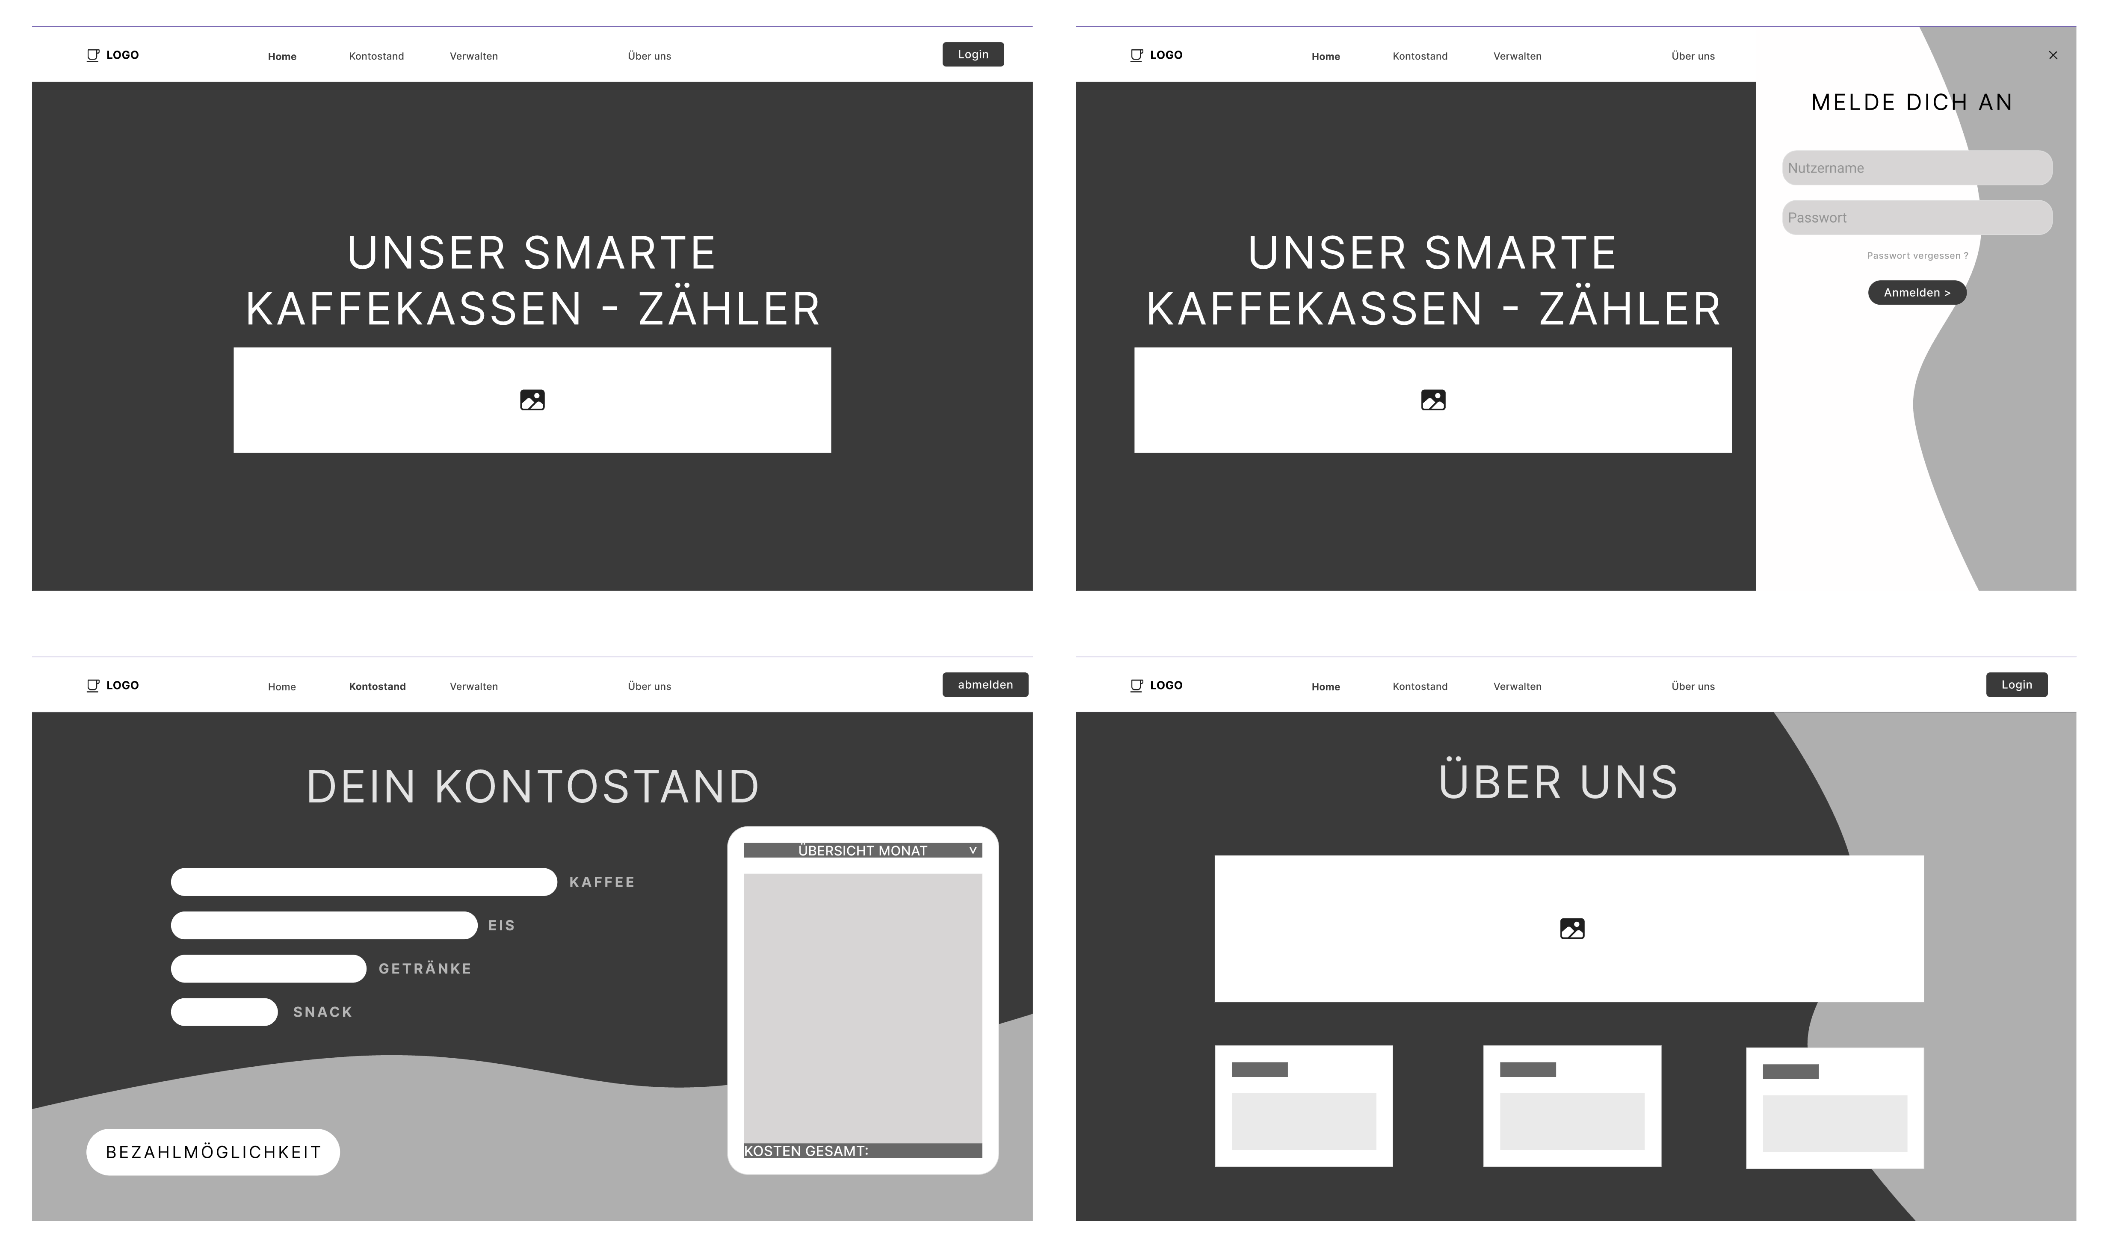 LOGO Home Kontostand Verwalten Über uns Login
UNSER SMARTE
KAFFEKASSEN - ZÄHLER
LOGO Home Kontostand Verwalten Über uns ×
MELDE DICH AN
Nutzername
Passwort
Passwort vergessen ?
Anmelden >
UNSER SMARTE
KAFFEKASSEN - ZÄHLER
LOGO Home Kontostand Verwalten Über uns abmelden
DEIN KONTOSTAND
KAFFEE
EIS
GETRÄNKE
SNACK
ÜBERSICHT MONAT v
KOSTEN GESAMT:
BEZAHLMÖGLICHKEIT
LOGO Home Kontostand Verwalten Über uns Login
ÜBER UNS